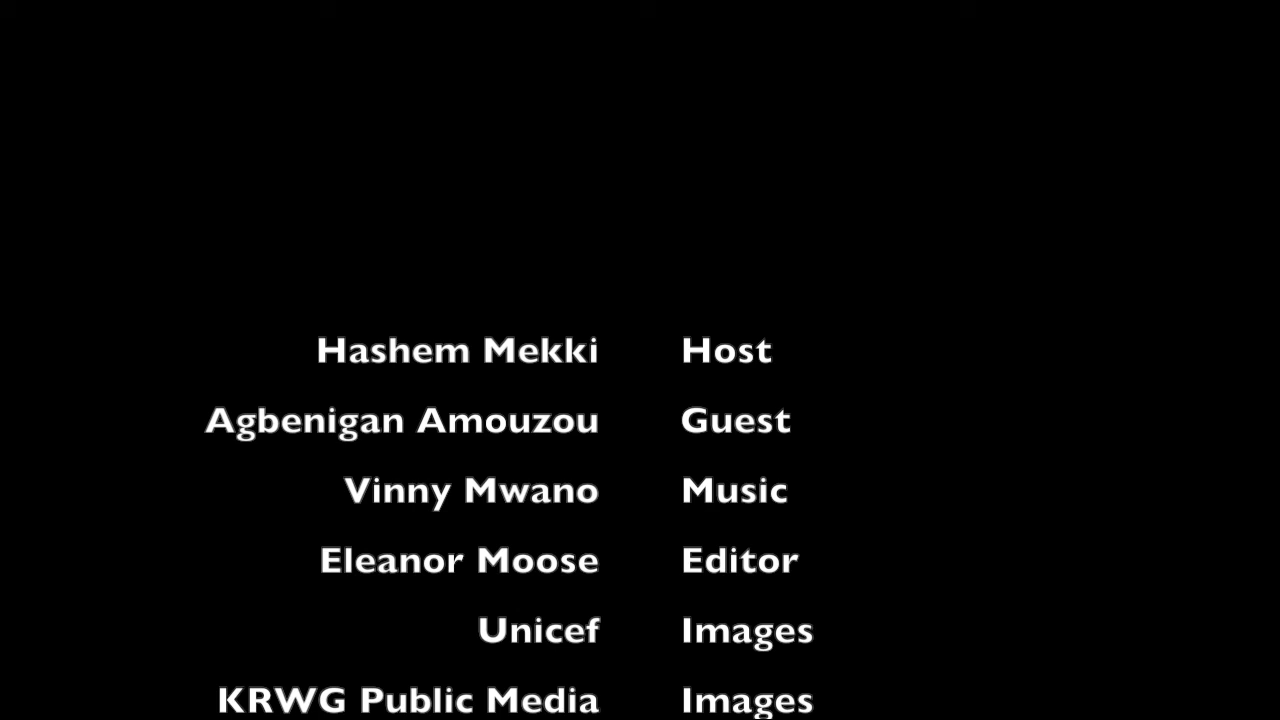 Hashem Mekki Host
Agbenigan Amouzou Guest
Vinny Mwano Music
Eleanor Moose Editor
Unicef Images
KRWG Public Media Images